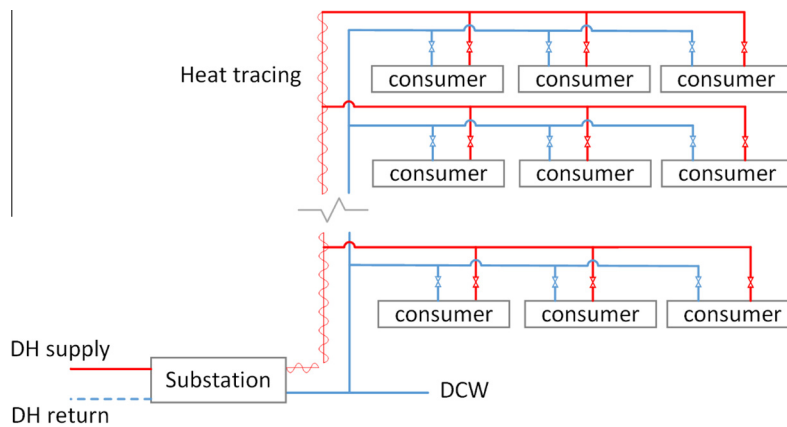 Heat tracing
consumer consumer consumer
consumer consumer consumer
consumer consumer consumer
DH supply
Substation
DCW
DH return